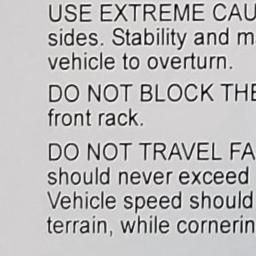 USE EXTREME CAU
sides. Stability and m
vehicle to overturn.
DO NOT BLOCK THE
front rack.
DO NOT TRAVEL FA
should never exceed
Vehicle speed should
terrain, while cornerin